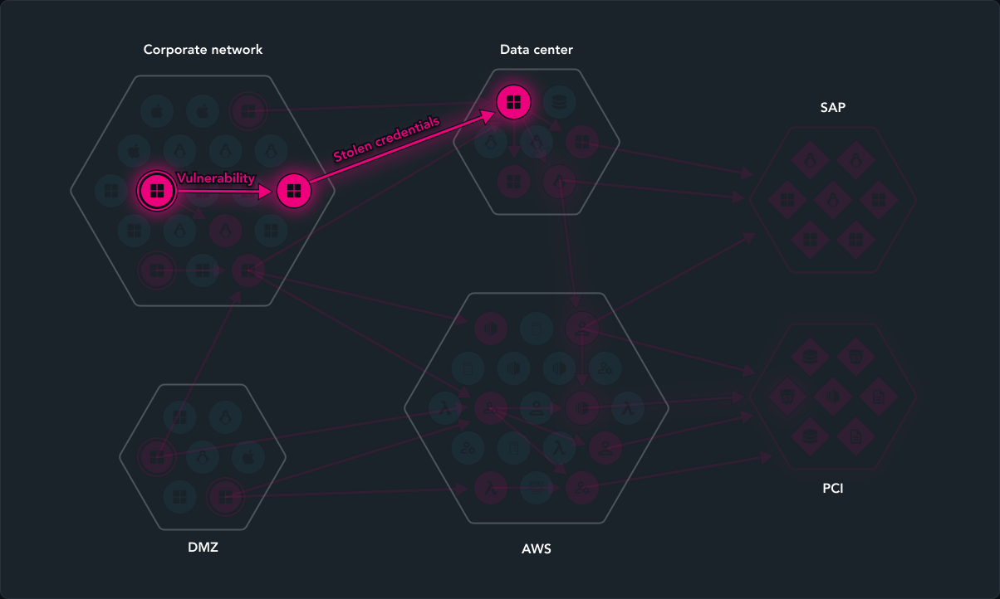 Corporate network
Data center
SAP
Stolen credentials
Vulnerability
PCI
DMZ
AWS